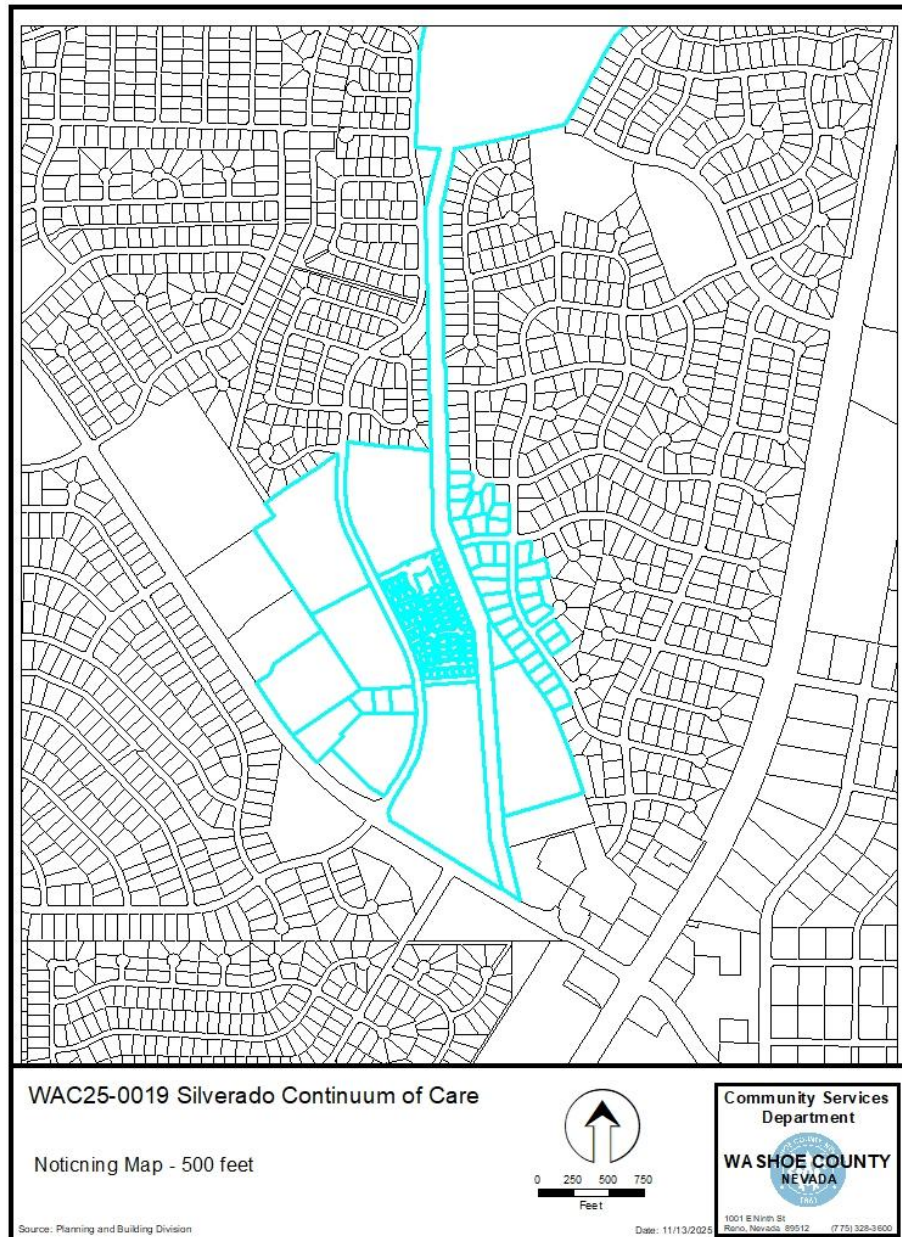 WAC25-0019 Silverado Continuum of Care
Noticning Map - 500 feet
0 250 500 750
Feet
Source: Planning and Building Division
Date: 11/13/2025
Community Services
Department
WASHOE COUNTY
NEVADA
1861
1001 E Ninth St
Reno, Nevada 89512 (775) 328-3600